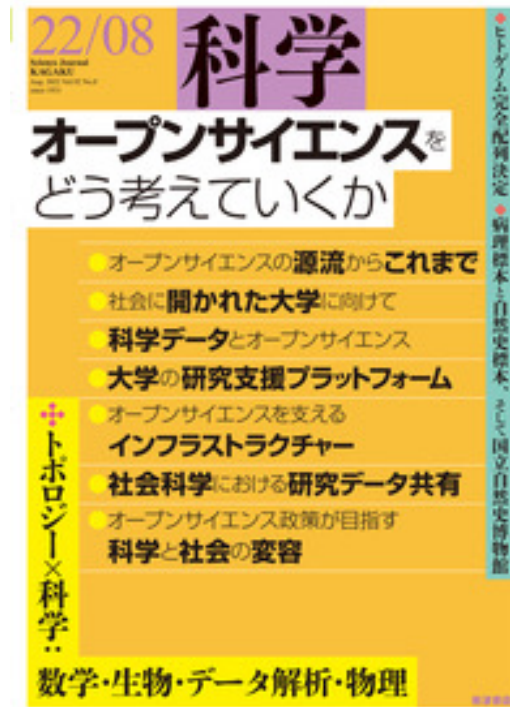 22/08
科学
Science Journal
KAGAKU
オープンサイエンスを
どう考えていくか
オープンサイエンスの源流からこれまで
社会に開かれた大学に向けて
科学データとオープンサイエンス
大学の研究支援プラットフォーム
オープンサイエンスを支える
インフラストラクチャー
社会科学における研究データ共有
オープンサイエンス政策が目指す
科学と社会の変容
トポロジー×科学:
数学・生物・データ解析・物理
ヒトゲノム完全配列決定 病理標本と自然史標本、そして国立自然史博物館